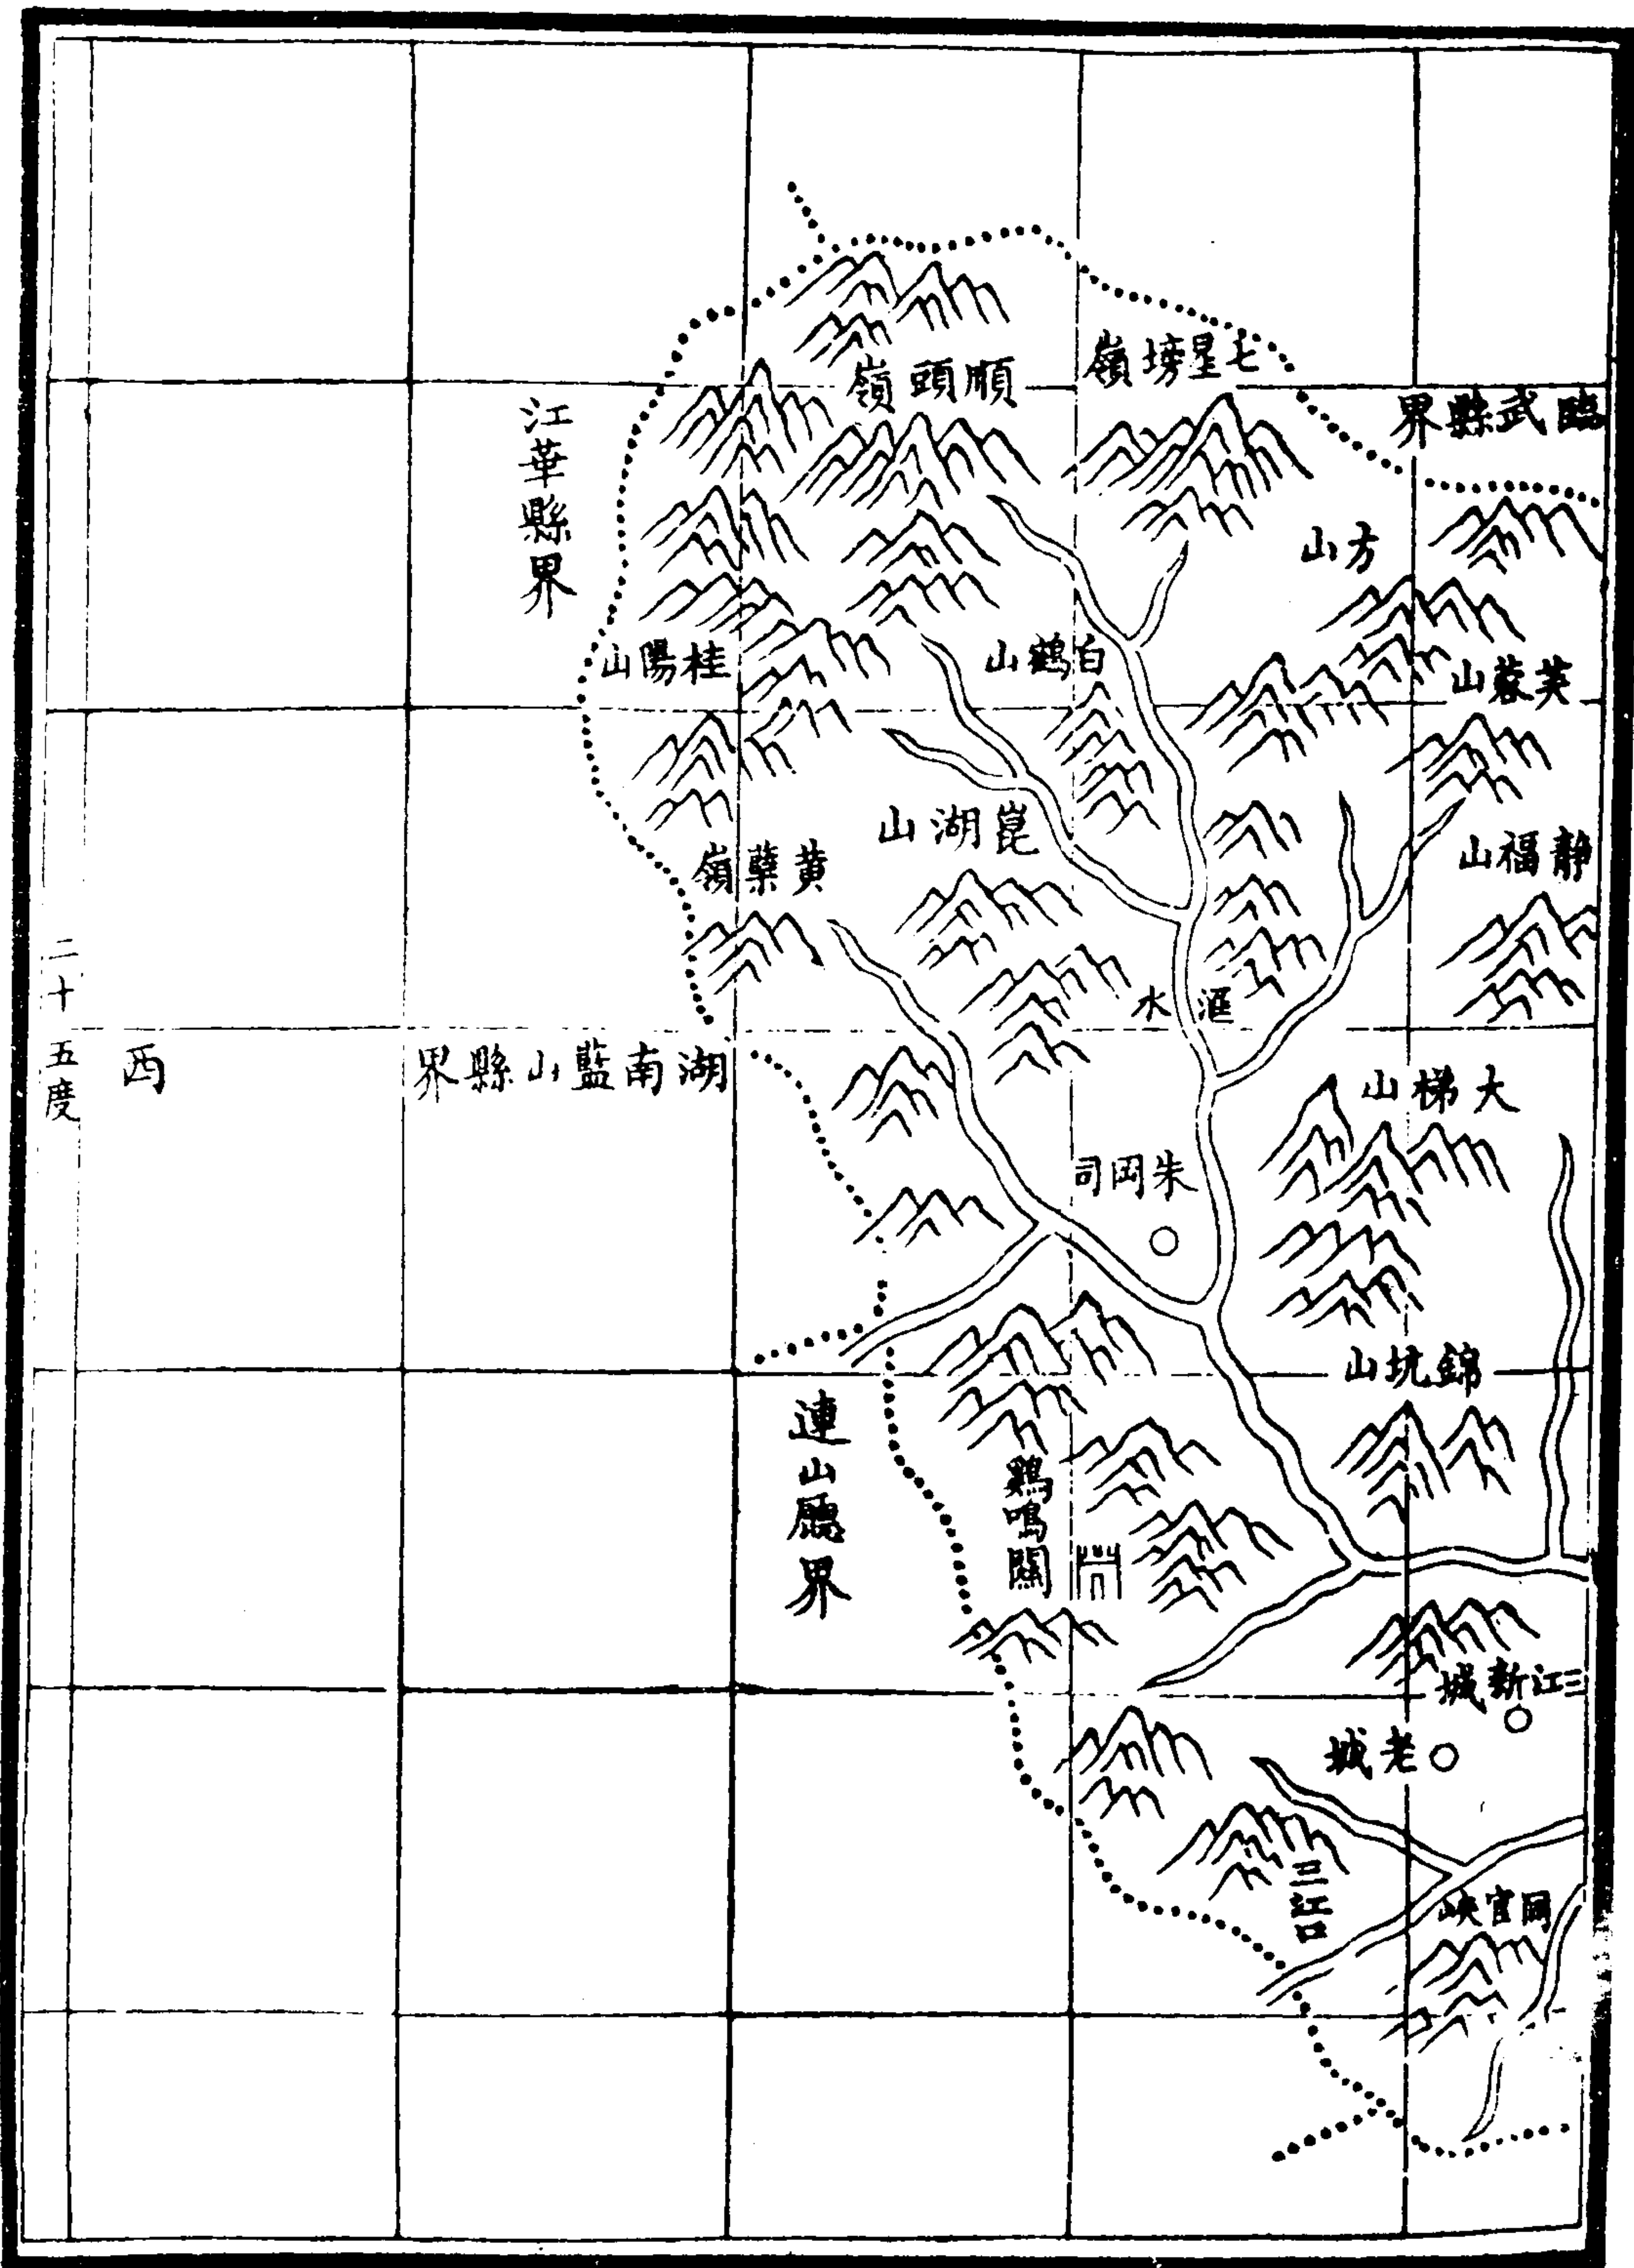 七星塝嶺
順頭嶺
臨武縣界
江華縣界
方山
桂陽山
白鶴山
芙蓉山
崑湖山
黃蘗嶺
靜福山
滙水
二十五度
西
湖南藍山縣界
大梯山
朱岡司
錦坑山
連山廳界
鷄鳴關
三江新城
老城
三江口
同官峽